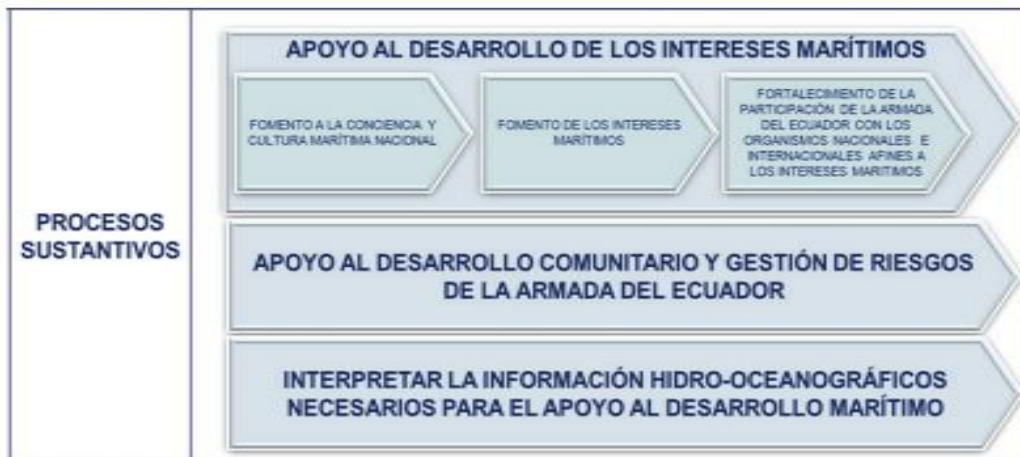 PROCESOS
SUSTANTIVOS
APOYO AL DESARROLLO DE LOS INTERESES MARÍTIMOS
FOMENTO A LA CONCIENCIA Y
CULTURA MARÍTIMA NACIONAL
FOMENTO DE LOS INTERESES
MARÍTIMOS
FORTALECIMIENTO DE LA
PARTICIPACIÓN DE LA ARMADA
DEL ECUADOR CON LOS
ORGANISMOS NACIONALES E
INTERNACIONALES AFINES A
LOS INTERESES MARITIMOS
APOYO AL DESARROLLO COMUNITARIO Y GESTIÓN DE RIESGOS
DE LA ARMADA DEL ECUADOR
INTERPRETAR LA INFORMACIÓN HIDRO-OCEANOGRÁFICOS
NECESARIOS PARA EL APOYO AL DESARROLLO MARÍTIMO